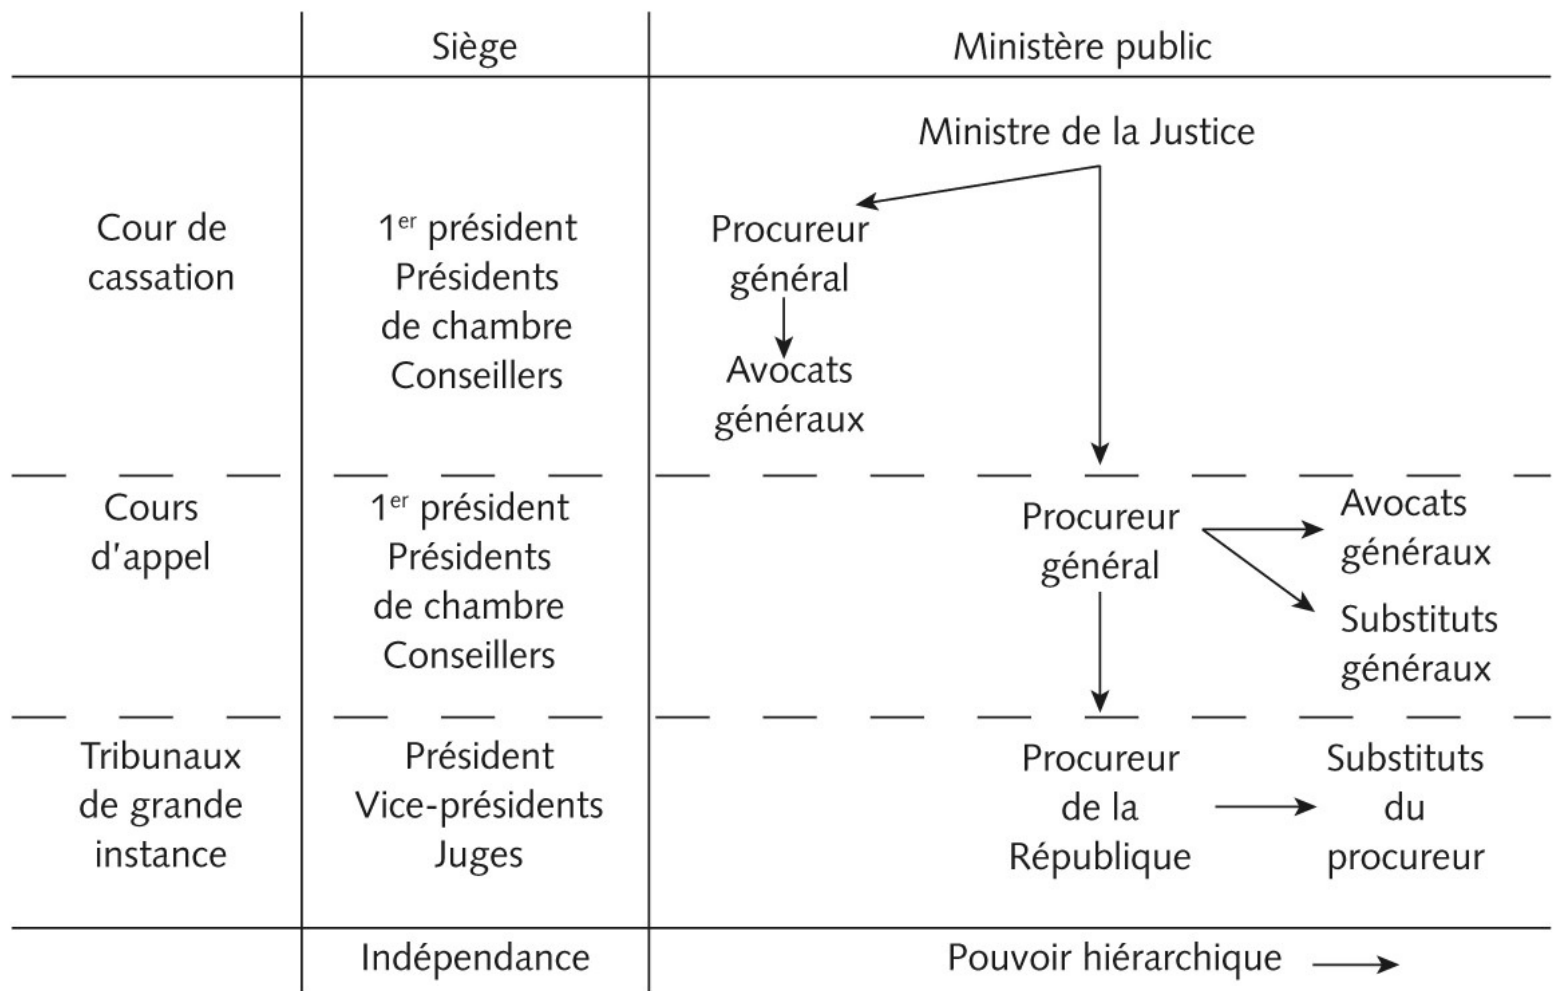 Siège
Ministère public
Ministre de la Justice
Cour de
cassation
1er président
Présidents
de chambre
Conseillers
Procureur
général
Avocats
généraux
Cours
d'appel
1er président
Présidents
de chambre
Conseillers
Procureur
général
Avocats
généraux
Substituts
généraux
Tribunaux
de grande
instance
Président
Vice-présidents
Juges
Procureur
de la
République
Substituts
du
procureur
Indépendance
Pouvoir hiérarchique